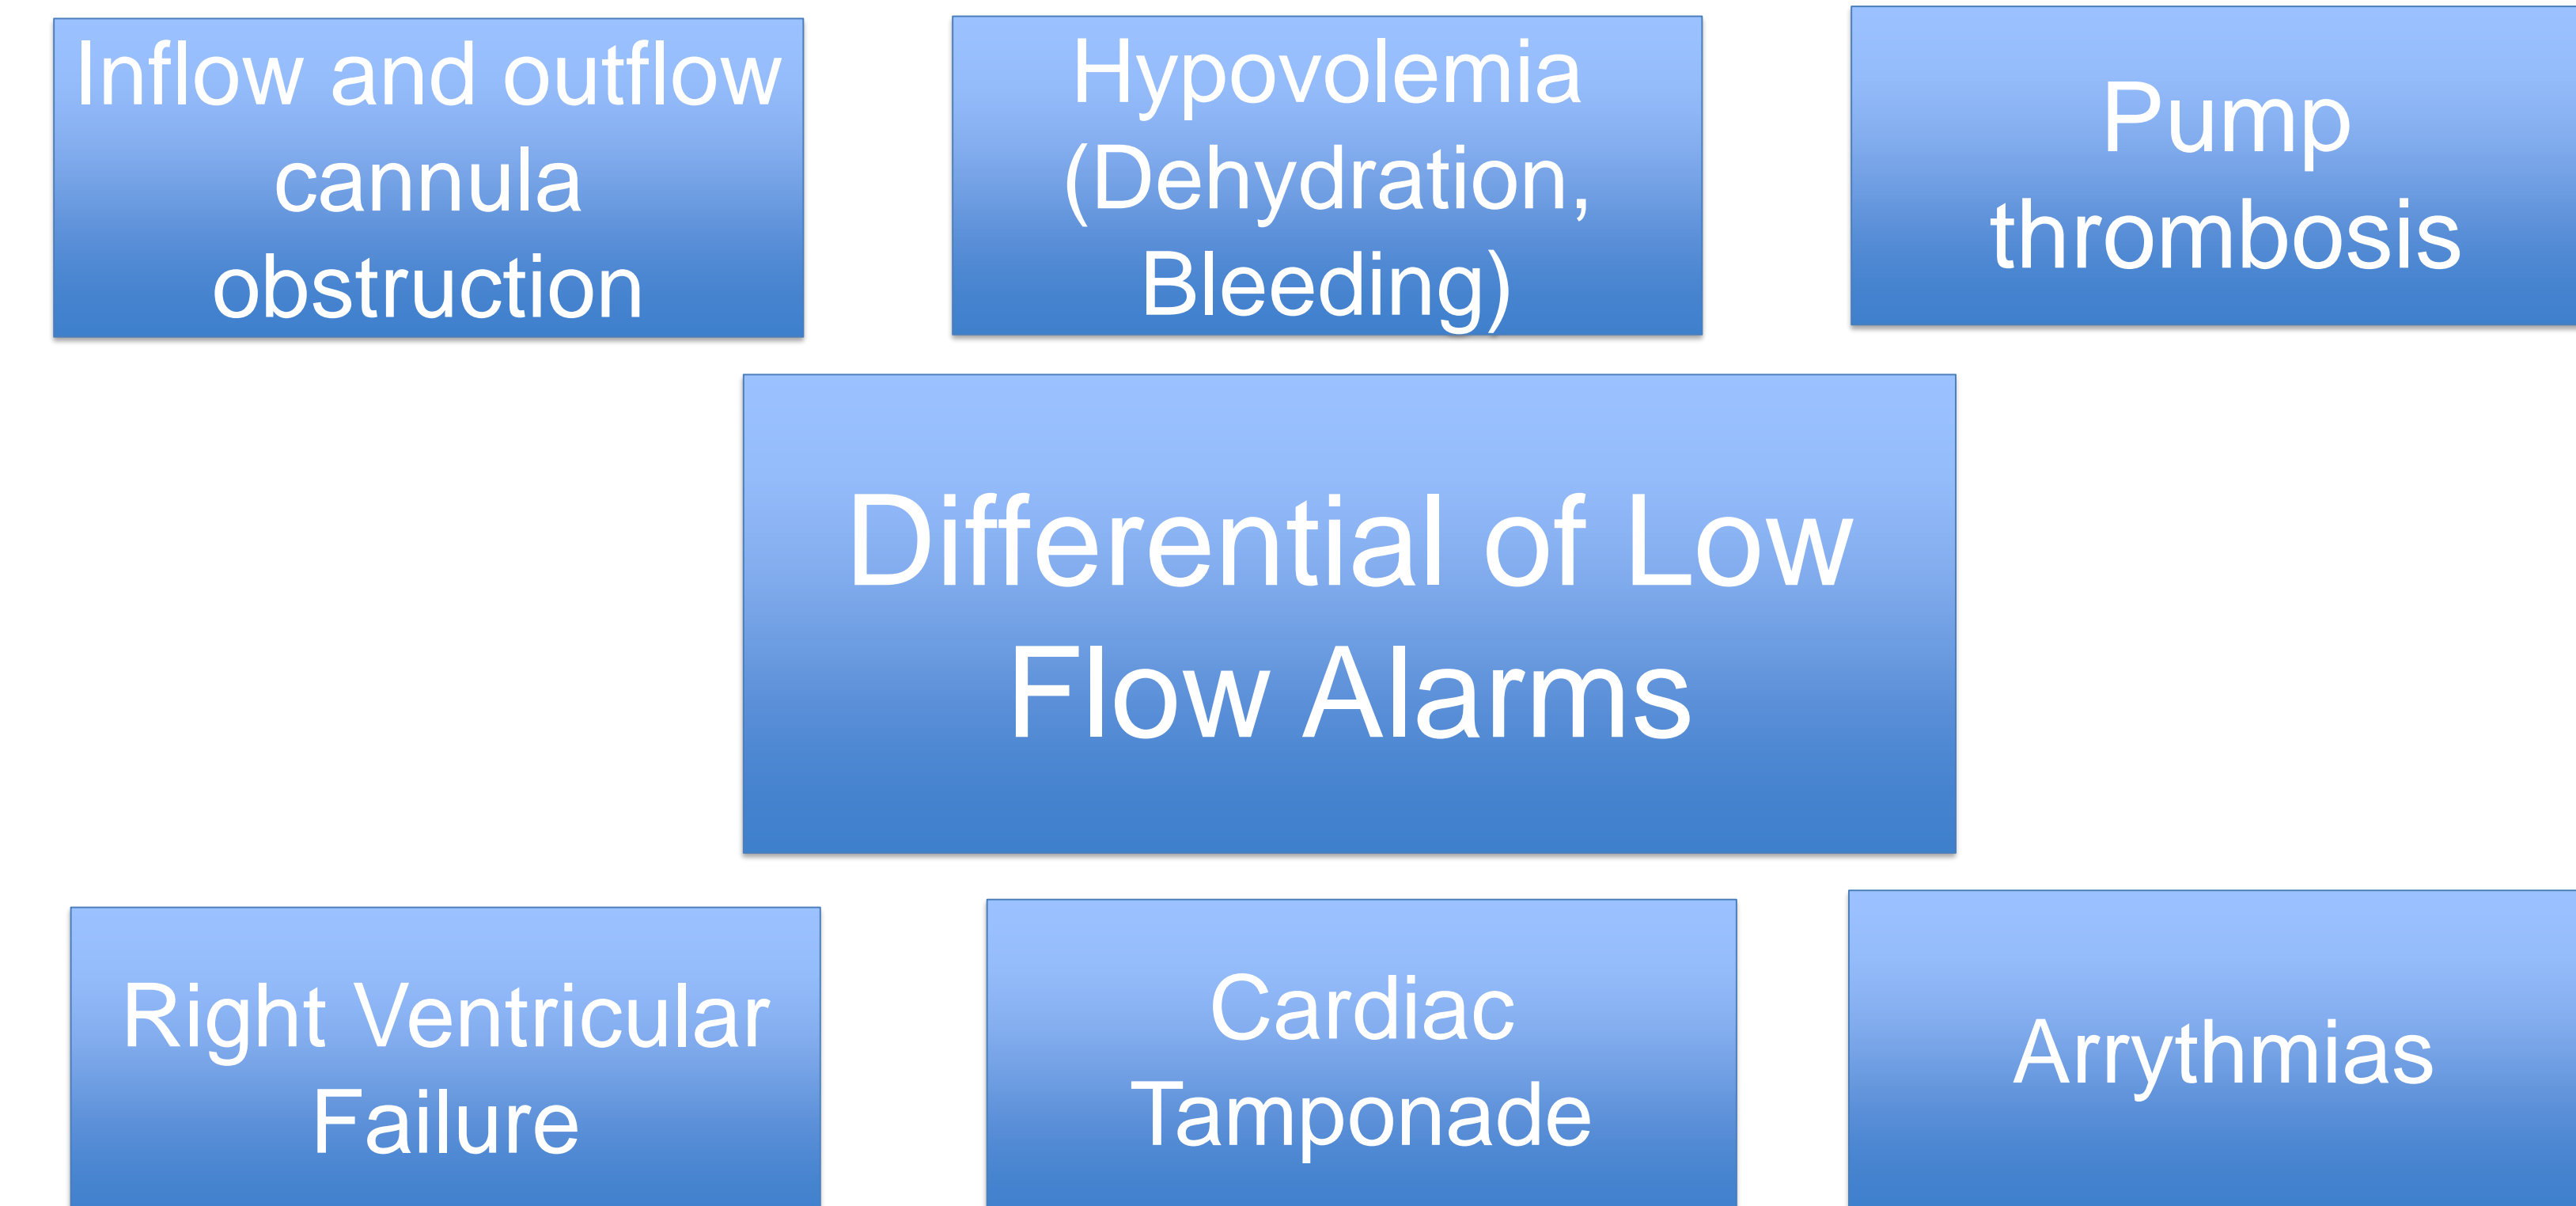 Inflow and outflow
cannula
obstruction
Hypovolemia
(Dehydration,
Bleeding)
Pump
thrombosis
Differential of Low
Flow Alarms
Right Ventricular
Failure
Cardiac
Tamponade
Arrythmias